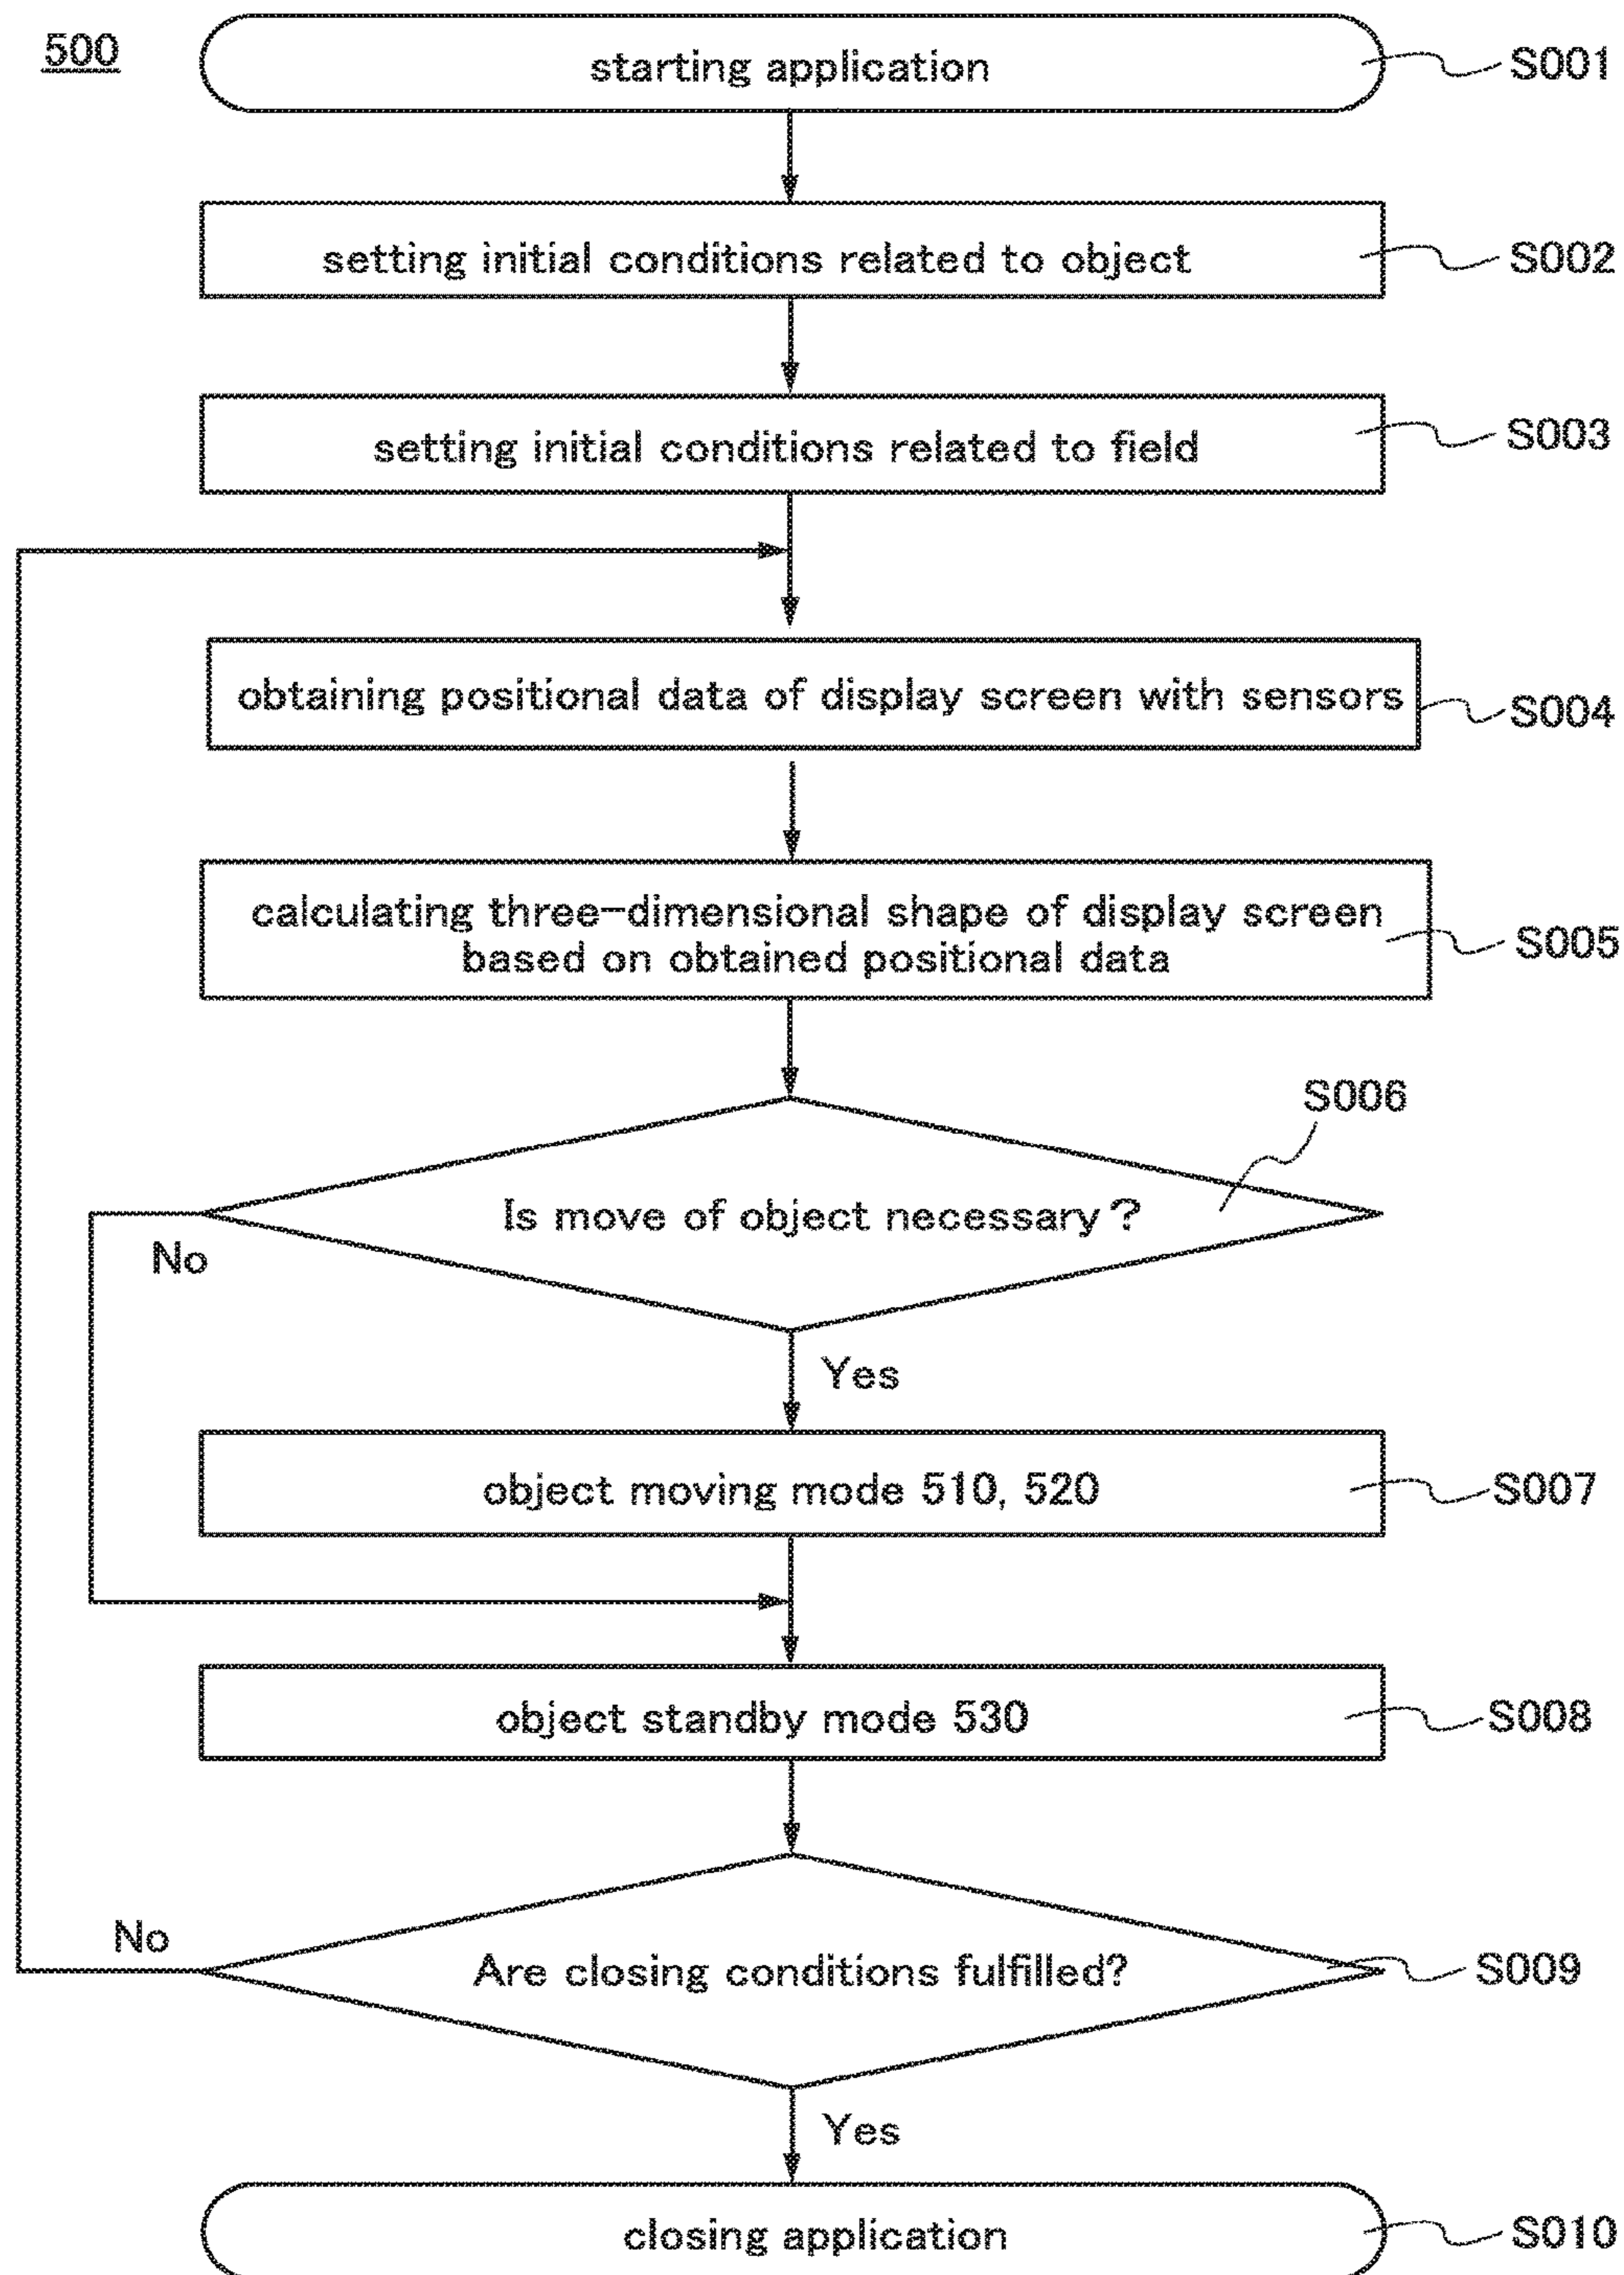 500
starting application
S001
setting initial conditions related to object
S002
setting initial conditions related to field
S003
obtaining positional data of display screen with sensors
S004
calculating three-dimensional shape of display screen
based on obtained positional data
S005
S006
Is move of object necessary ?
No
Yes
object moving mode 510, 520
S007
object standby mode 530
S008
No
Are closing conditions fulfilled?
S009
Yes
closing application
S010